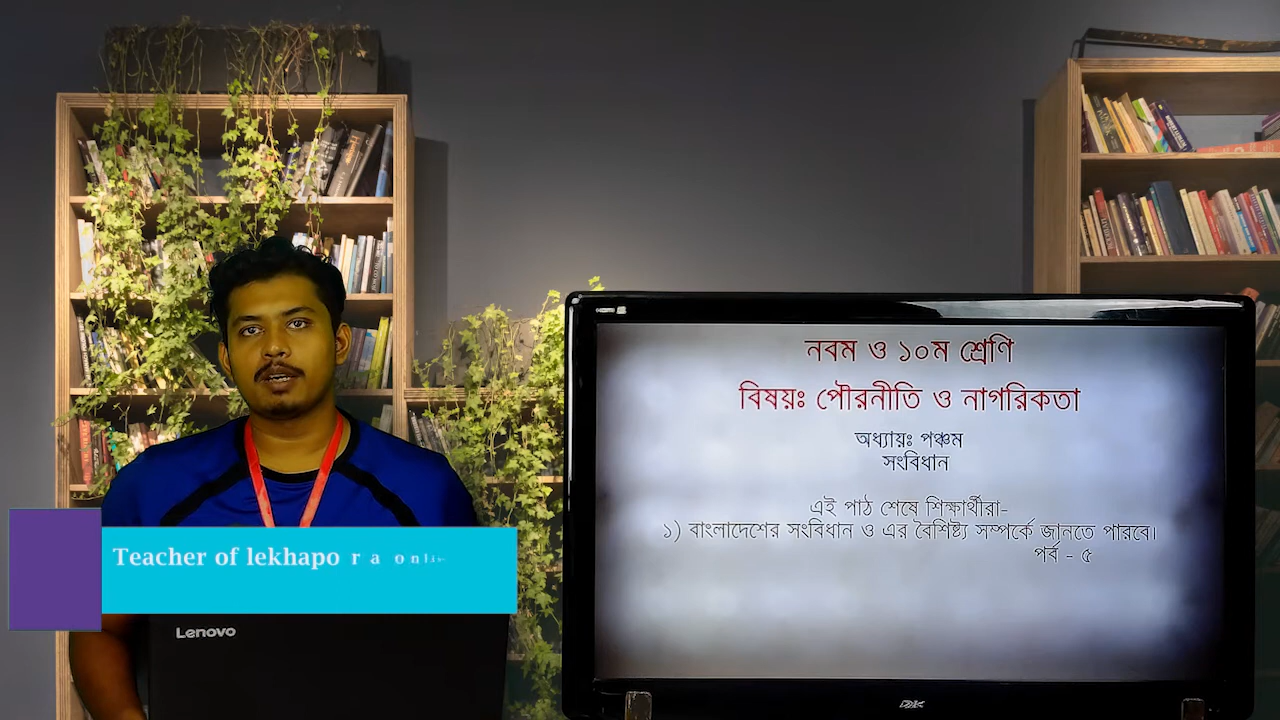 নবম ও ১০ম শ্রেণি
বিষয়ঃ পৌরনীতি ও নাগরিকতা
অধ্যায়ঃ পঞ্চম
সংবিধান
এই পাঠ শেষে শিক্ষার্থীরা-
১) বাংলাদেশের সংবিধান ও এর বৈশিষ্ট্য সম্পর্কে জানতে পারবে।
পর্ব - ৫
Teacher of lekhapora
Lenovo